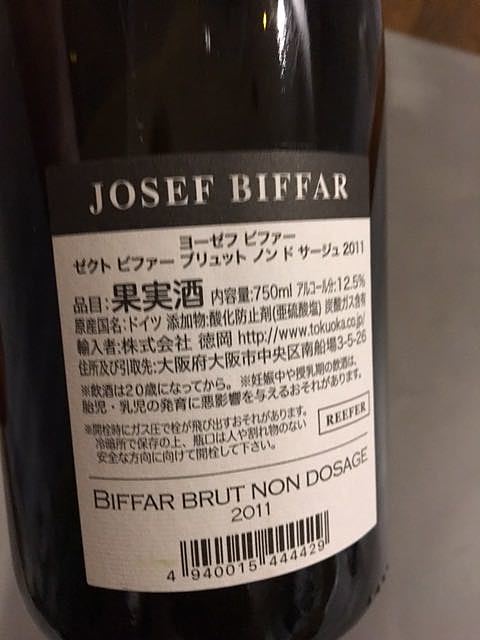 JOSEF BIFFAR
ヨーゼフ ビファー
ゼクト ビファー ブリュット ノン ド サージュ 2011
品目:果実酒 内容量:750ml アルコール分:12.5%
原産国名:ドイツ 添加物:酸化防止剤(亜硫酸塩) 炭酸ガス含有
輸入者:株式会社 徳岡 http://www.tokuoka.co.jp/
住所及び引取先:大阪府大阪市中央区南船場3-5-26
※飲酒は20歳になってから。※妊娠中や授乳期の飲酒は、
胎児・乳児の発育に悪影響を与えるおそれがあります。
※開栓時にガス圧で栓が飛び出すおそれがあります。
冷暗所で保存の上、瓶口は人や割れ物のない
安全な方向に向けて開栓して下さい。
REEFER
BIFFAR BRUT NON DOSAGE
2011
4 940015 444429